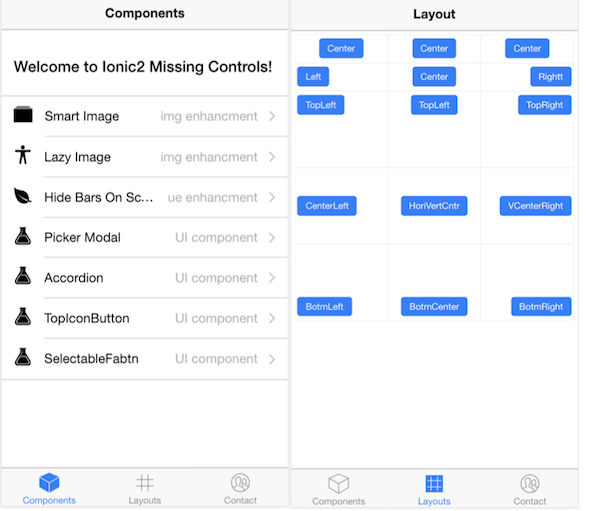 Components
Welcome to Ionic2 Missing Controls!
Smart Image img enhancment
Lazy Image img enhancment
Hide Bars On Sc... ue enhancment
Picker Modal UI component
Accordion UI component
TopIconButton UI component
SelectableFabtn UI component
Components Layouts Contact
Layout
Center Center Center
Left Center Rightt
TopLeft TopLeft TopRight
CenterLeft HoriVertCntr VCenterRight
BotmLeft BotmCenter BotmRight
Components Layouts Contact